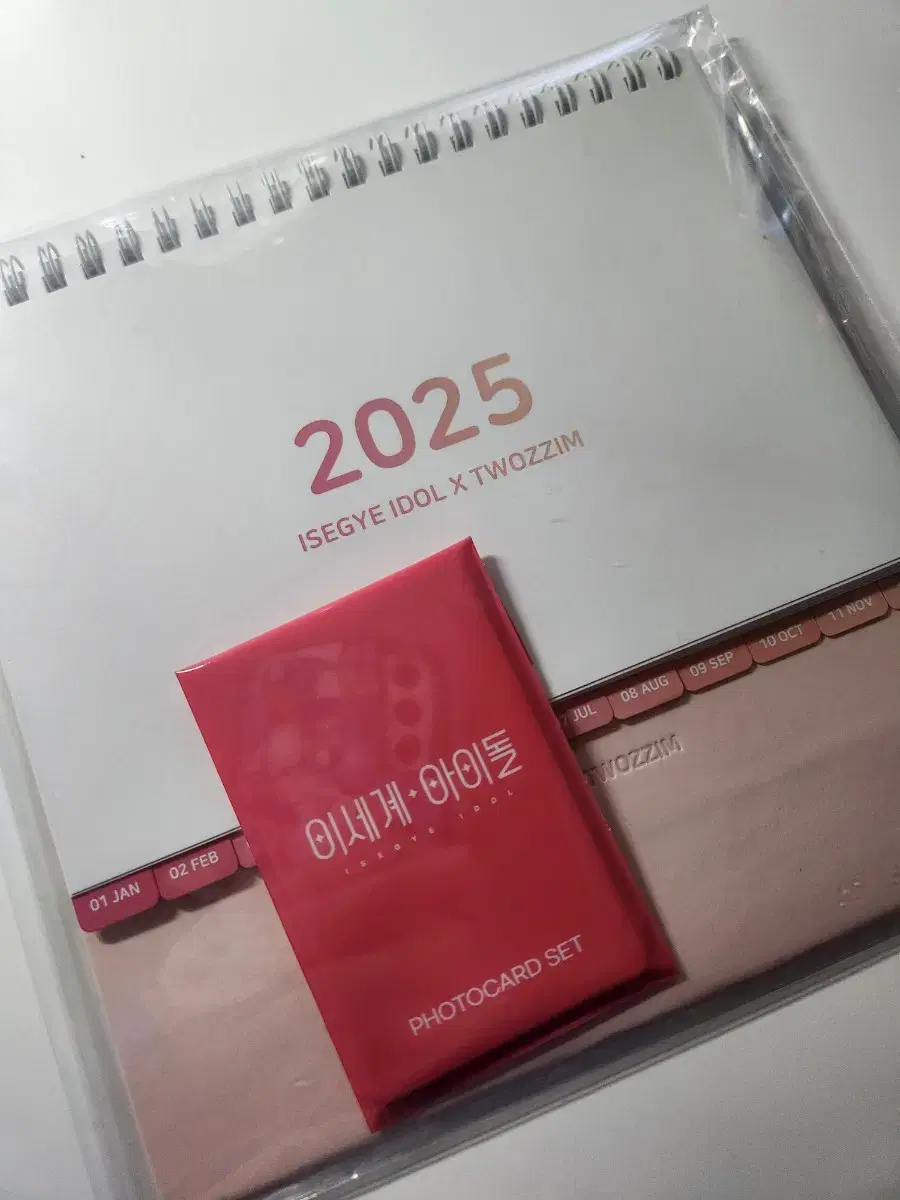 2025
ISEGYE IDOL X TWOZZIM
01 JAN
02 FEB
JUL
08 AUG
09 SEP
10 OCT
11 NOV
TWOZZIM
이세계 아이돌
ISEGYE IDOL
PHOTOCARD SET